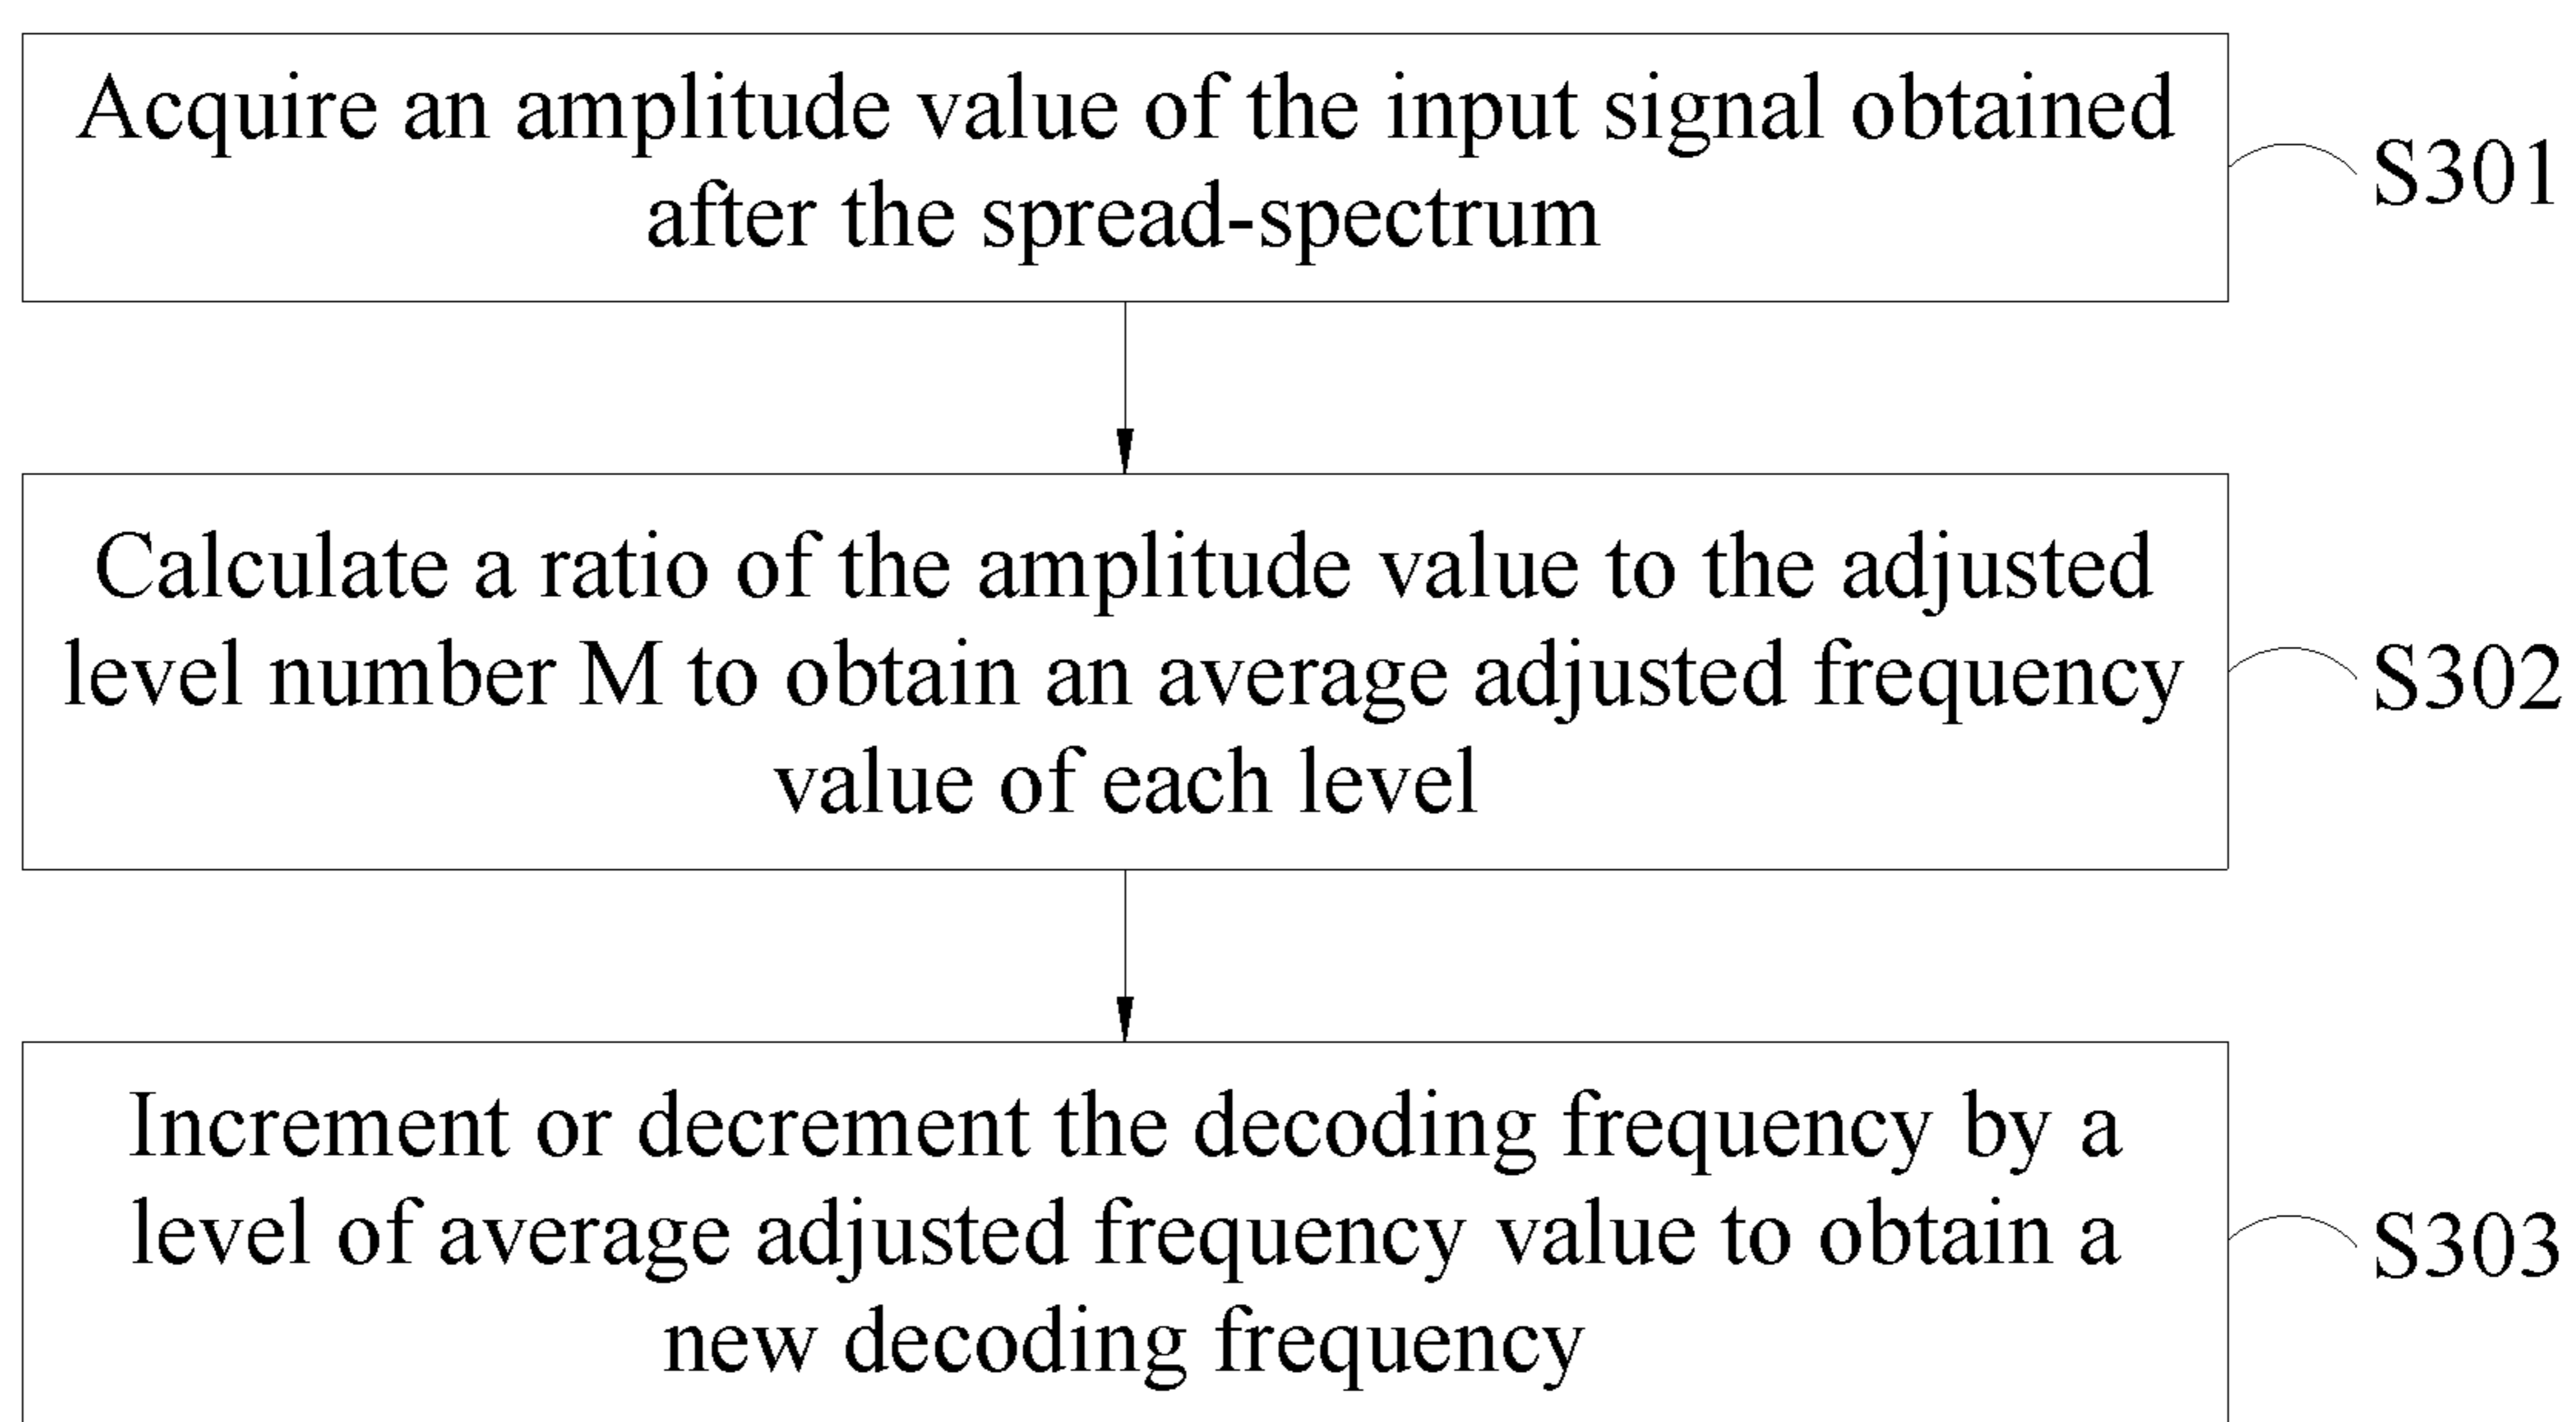 Acquire an amplitude value of the input signal obtained
after the spread-spectrum
S301
Calculate a ratio of the amplitude value to the adjusted
level number M to obtain an average adjusted frequency
value of each level
S302
Increment or decrement the decoding frequency by a
level of average adjusted frequency value to obtain a
new decoding frequency
S303